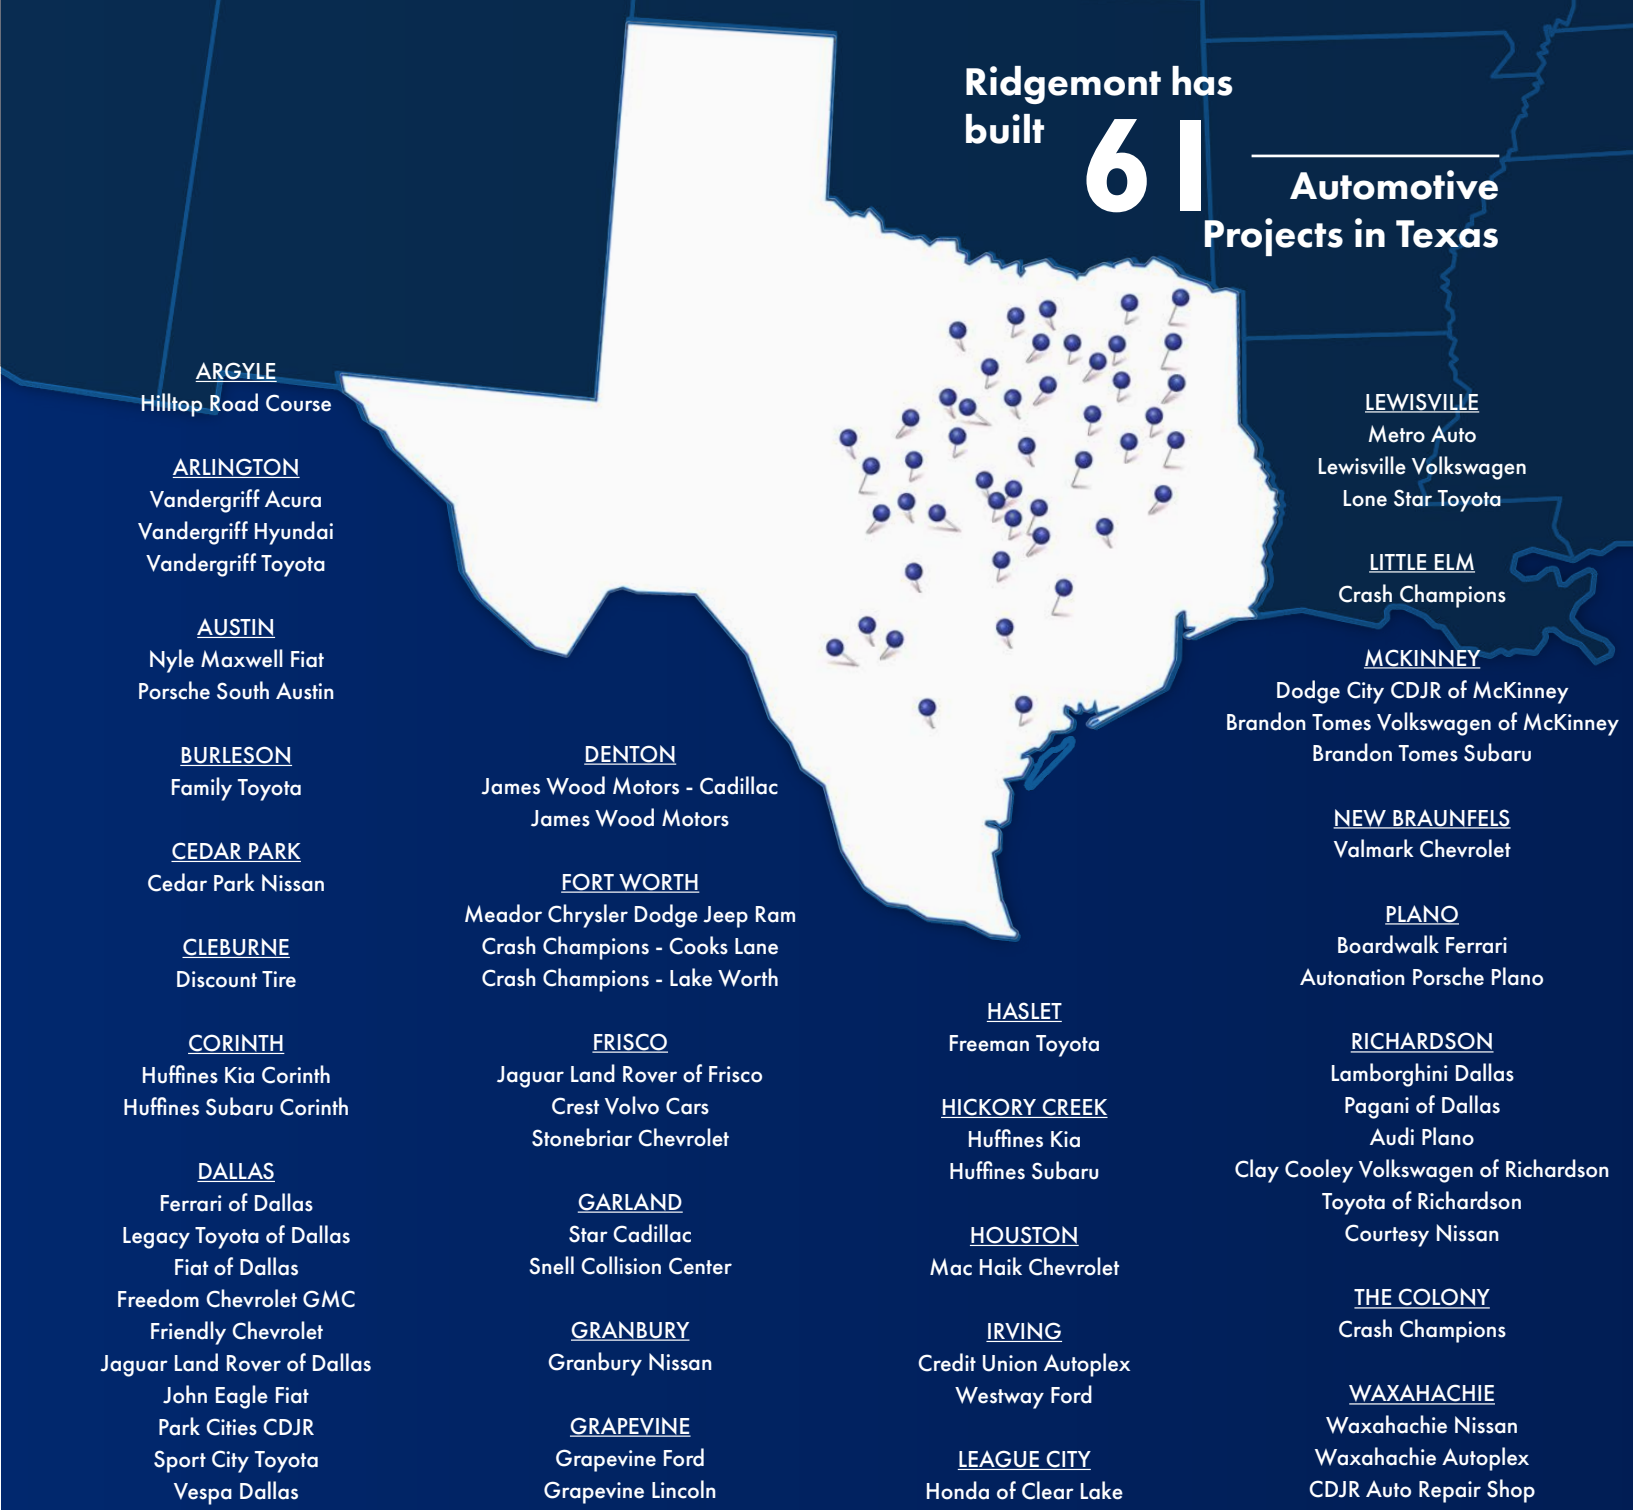 Ridgemont has
built 61
Automotive
Projects in Texas
ARGYLE
Hilltop Road Course
ARLINGTON
Vandergriff Acura
Vandergriff Hyundai
Vandergriff Toyota
AUSTIN
Nyle Maxwell Fiat
Porsche South Austin
BURLESON
Family Toyota
CEDAR PARK
Cedar Park Nissan
CLEBURNE
Discount Tire
CORINTH
Huffines Kia Corinth
Huffines Subaru Corinth
DALLAS
Ferrari of Dallas
Legacy Toyota of Dallas
Fiat of Dallas
Freedom Chevrolet GMC
Friendly Chevrolet
Jaguar Land Rover of Dallas
John Eagle Fiat
Park Cities CDJR
Sport City Toyota
Vespa Dallas
DENTON
James Wood Motors - Cadillac
James Wood Motors
FORT WORTH
Meador Chrysler Dodge Jeep Ram
Crash Champions - Cooks Lane
Crash Champions - Lake Worth
FRISCO
Jaguar Land Rover of Frisco
Crest Volvo Cars
Stonebriar Chevrolet
GARLAND
Star Cadillac
Snell Collision Center
GRANBURY
Granbury Nissan
GRAPEVINE
Grapevine Ford
Grapevine Lincoln
HASLET
Freeman Toyota
HICKORY CREEK
Huffines Kia
Huffines Subaru
HOUSTON
Mac Haik Chevrolet
IRVING
Credit Union Autoplex
Westway Ford
LEAGUE CITY
Honda of Clear Lake
LEWISVILLE
Metro Auto
Lewisville Volkswagen
Lone Star Toyota
LITTLE ELM
Crash Champions
MCKINNEY
Dodge City CDJR of McKinney
Brandon Tomes Volkswagen of McKinney
Brandon Tomes Subaru
NEW BRAUNFELS
Valmark Chevrolet
PLANO
Boardwalk Ferrari
Autonation Porsche Plano
RICHARDSON
Lamborghini Dallas
Pagani of Dallas
Audi Plano
Clay Cooley Volkswagen of Richardson
Toyota of Richardson
Courtesy Nissan
THE COLONY
Crash Champions
WAXAHACHIE
Waxahachie Nissan
Waxahachie Autoplex
CDJR Auto Repair Shop